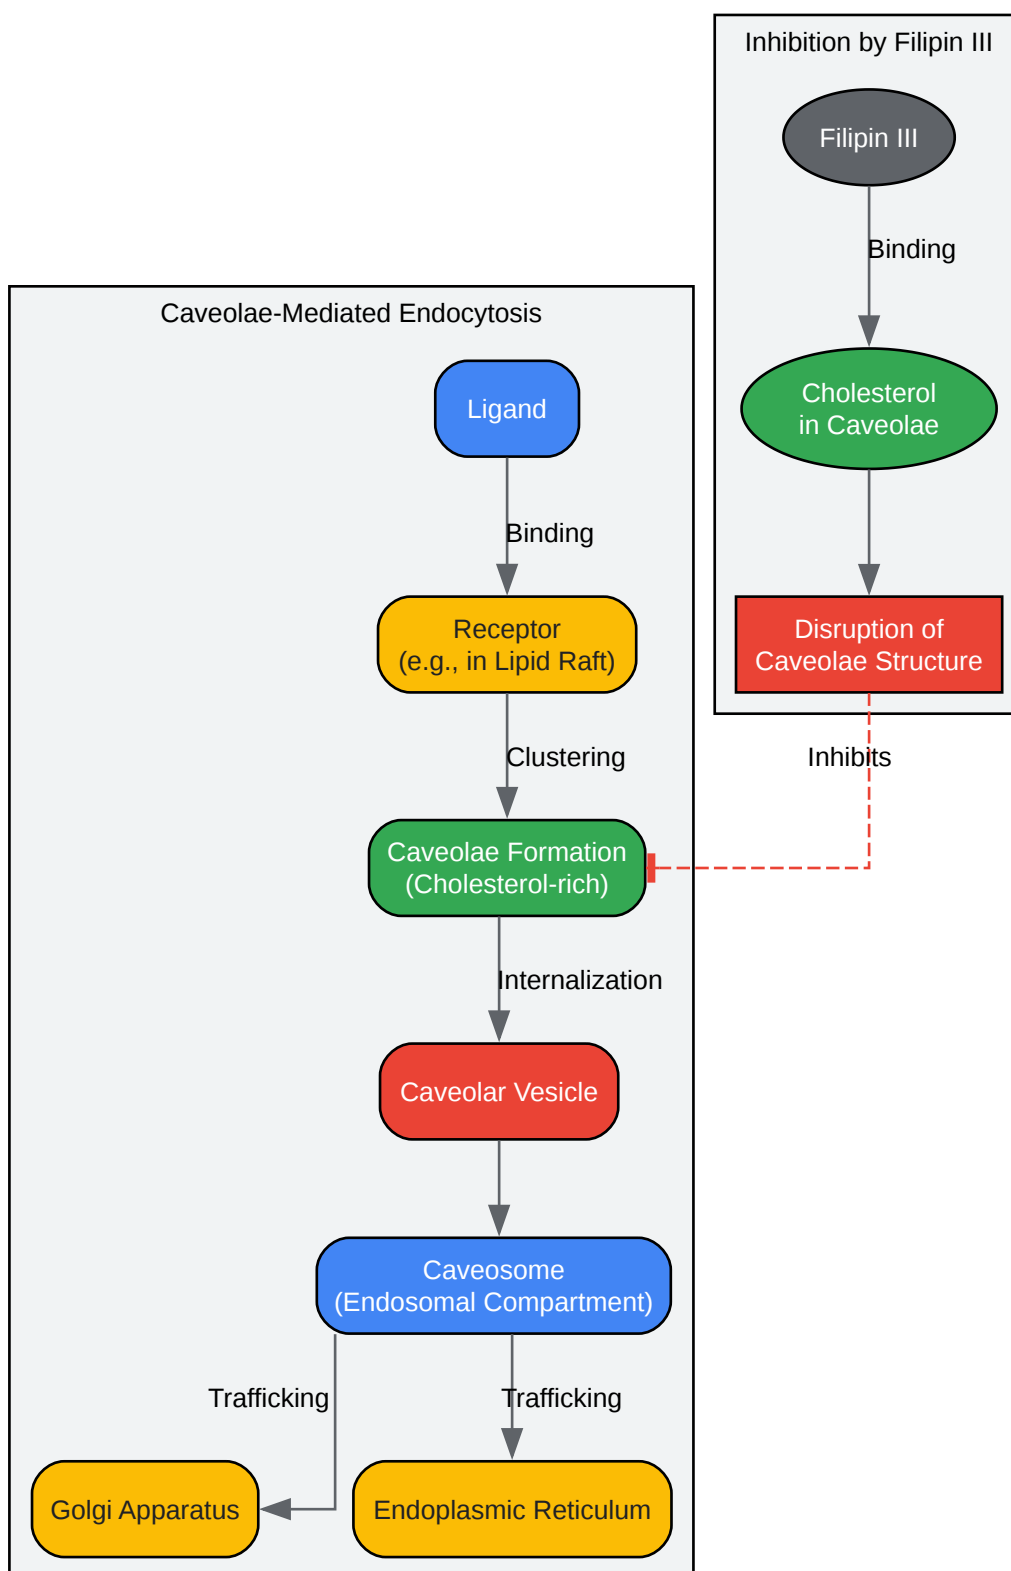 Inhibition by Filipin III
Filipin III
Binding
Cholesterol
in Caveolae
Disruption of
Caveolae Structure
Inhibits
Caveolae-Mediated Endocytosis
Ligand
Binding
Receptor
(e.g., in Lipid Raft)
Clustering
Caveolae Formation
(Cholesterol-rich)
Internalization
Caveolar Vesicle
Caveosome
(Endosomal Compartment)
Trafficking
Trafficking
Golgi Apparatus
Endoplasmic Reticulum